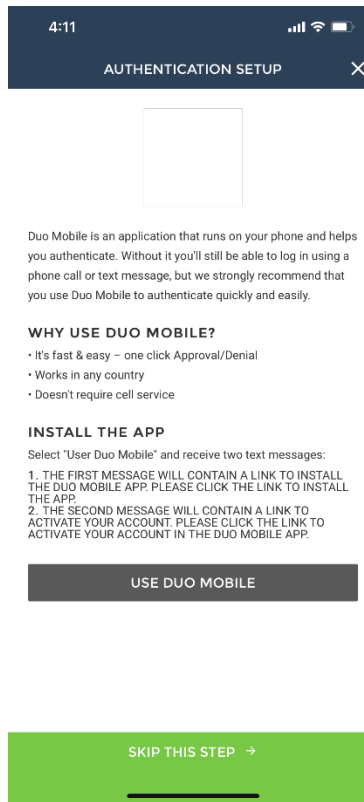 4:11
AUTHENTICATION SETUP
Duo Mobile is an application that runs on your phone and helps
you authenticate. Without it you'll still be able to log in using a
phone call or text message, but we strongly recommend that
you use Duo Mobile to authenticate quickly and easily.
WHY USE DUO MOBILE?
• It's fast & easy – one click Approval/Denial
• Works in any country
• Doesn't require cell service
INSTALL THE APP
Select "User Duo Mobile" and receive two text messages:
1. THE FIRST MESSAGE WILL CONTAIN A LINK TO INSTALL
THE DUO MOBILE APP. PLEASE CLICK THE LINK TO INSTALL
THE APP.
2. THE SECOND MESSAGE WILL CONTAIN A LINK TO
ACTIVATE YOUR ACCOUNT. PLEASE CLICK THE LINK TO
ACTIVATE YOUR ACCOUNT IN THE DUO MOBILE APP.
USE DUO MOBILE
SKIP THIS STEP →